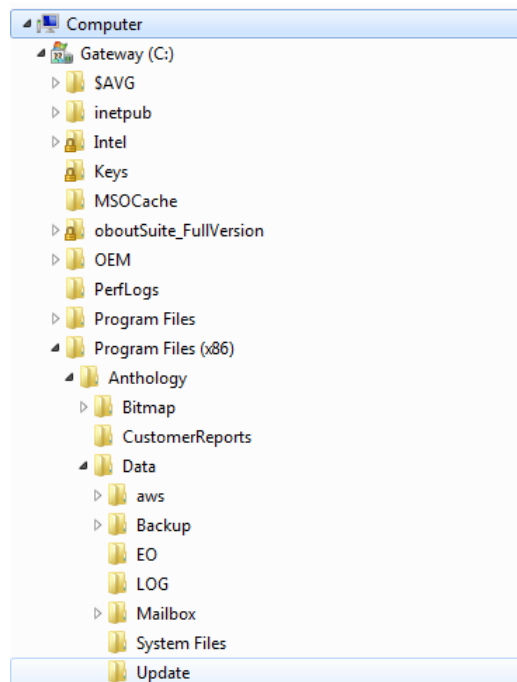 Computer
Gateway (C:)
$AVG
inetpub
Intel
Keys
MSOCache
oboutSuite_FullVersion
OEM
PerfLogs
Program Files
Program Files (x86)
Anthology
Bitmap
CustomerReports
Data
aws
Backup
EO
LOG
Mailbox
System Files
Update